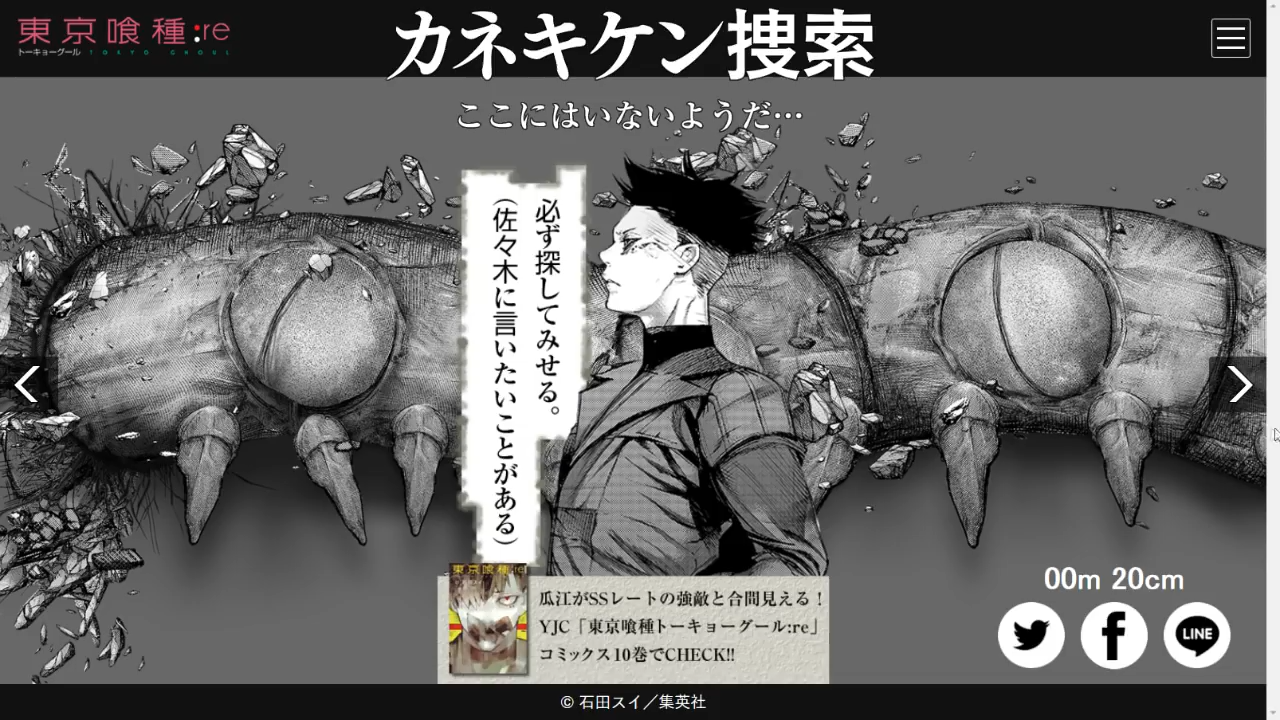 東京喰種:re
トーキョーグール TOKYO GHOUL
カネキケン捜索
ここにはいないようだ…
必ず探してみせる。
（佐々木に言いたいことがある）
東京喰種:re
瓜江がSSレートの強敵と合間見える！
YJC「東京喰種トーキョーグール:re」
コミックス10巻でCHECK!!
00m 20cm
LINE
© 石田スイ／集英社